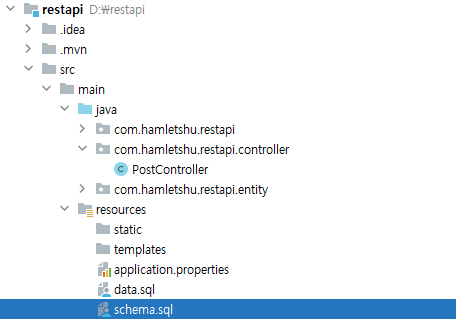 restapi D:₩restapi
.idea
.mvn
src
main
java
com.hamletshu.restapi
com.hamletshu.restapi.controller
C PostController
com.hamletshu.restapi.entity
resources
static
templates
application.properties
data.sql
schema.sql